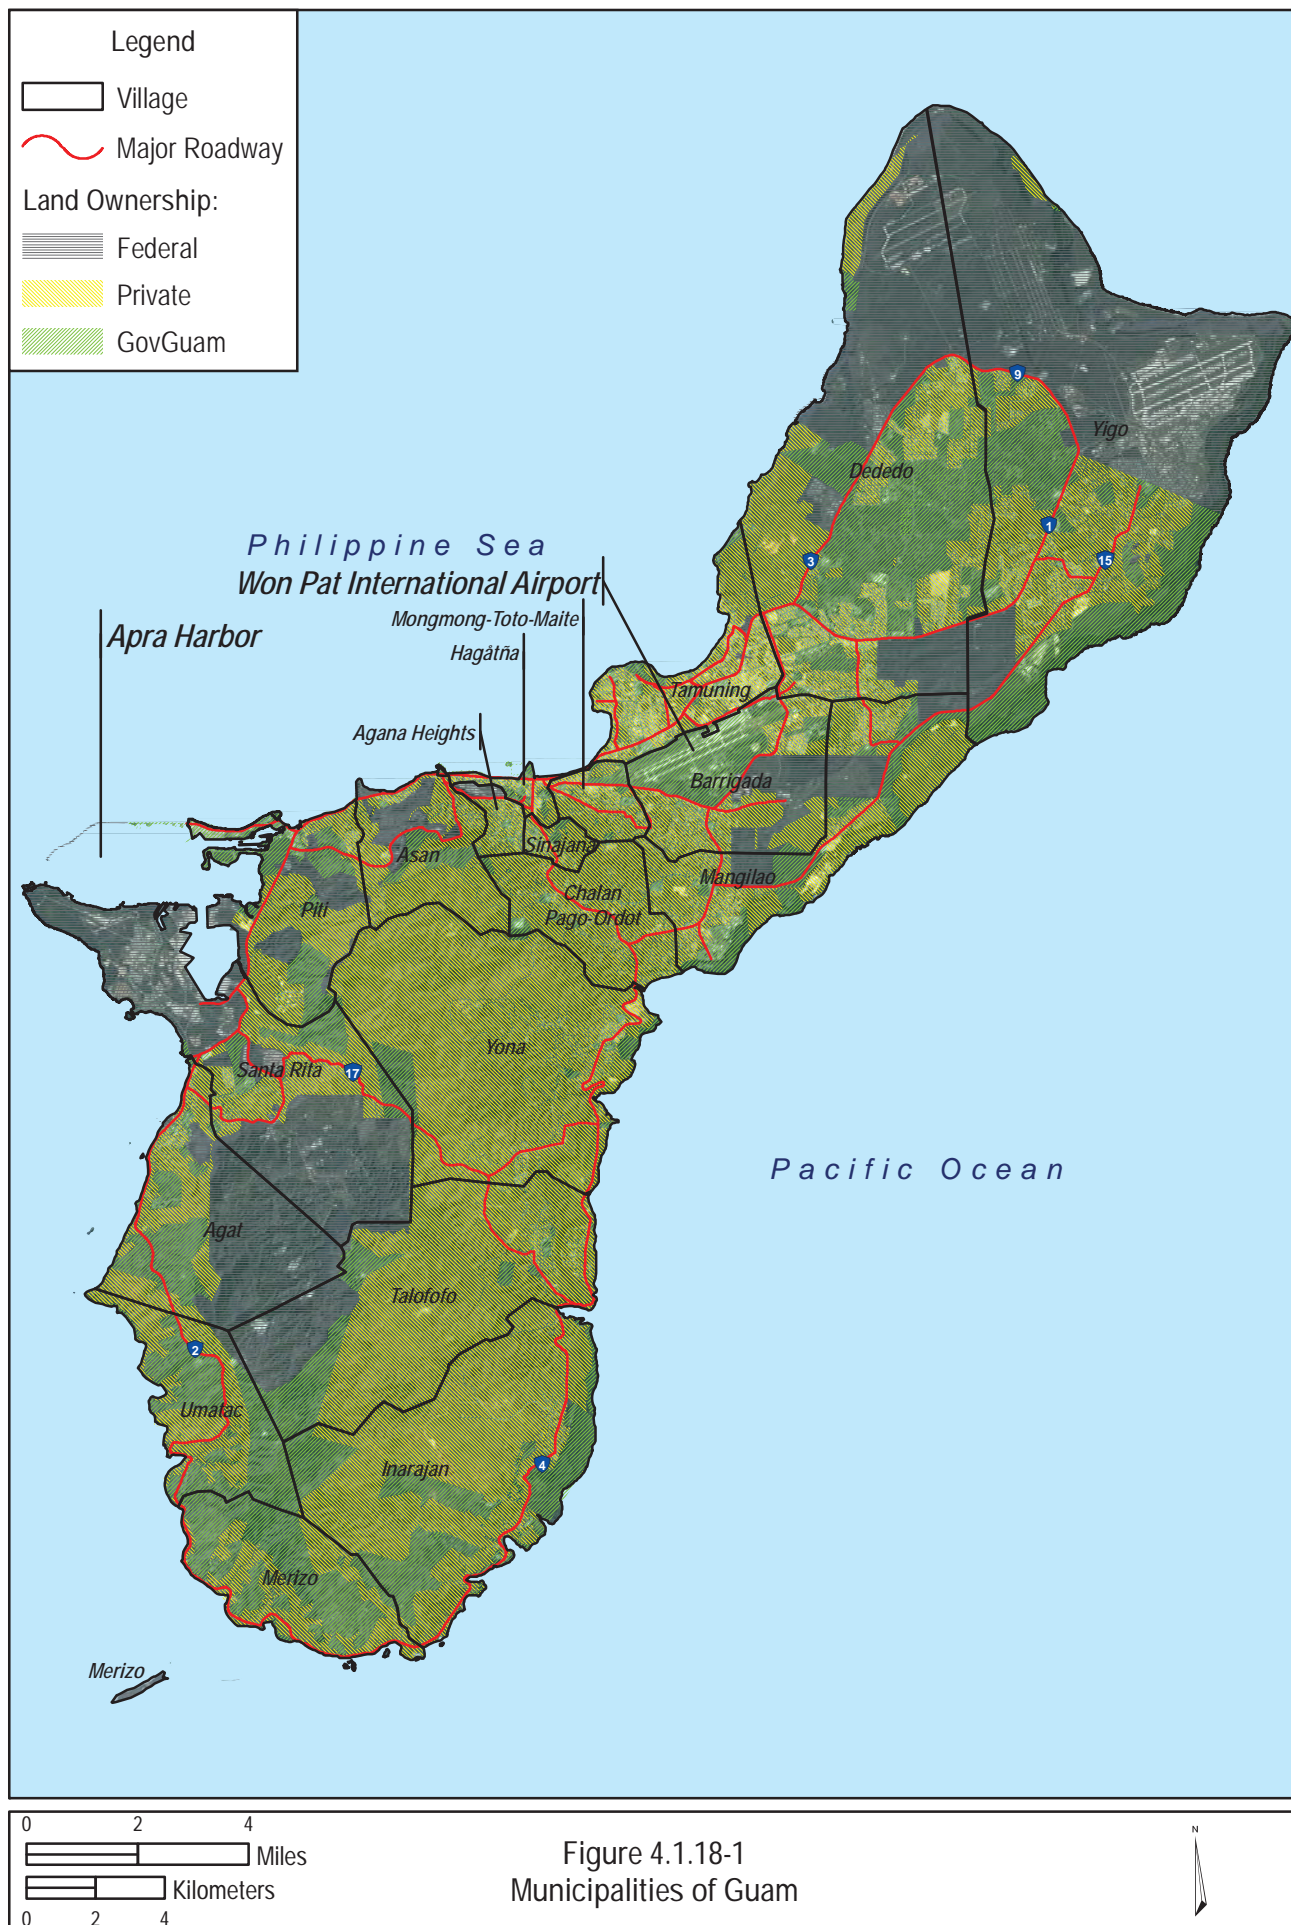 Legend
Village
Major Roadway
Land Ownership:
Federal
Private
GovGuam
9
Yigo
Dededo
1
15
3
Philippine Sea
Won Pat International Airport
Mongmong-Toto-Maite
Apra Harbor
Hagåtña
Tamuning
Agana Heights
Barrigada
Sinajana
Asan
Mangilao
Chalan
Pago-Ordot
Piti
Yona
Santa Rita
17
Pacific Ocean
Agat
Talofofo
2
Umatac
Inarajan
4
Merizo
Merizo
0 2 4
Miles
Kilometers
0 2 4
Figure 4.1.18-1
Municipalities of Guam
N